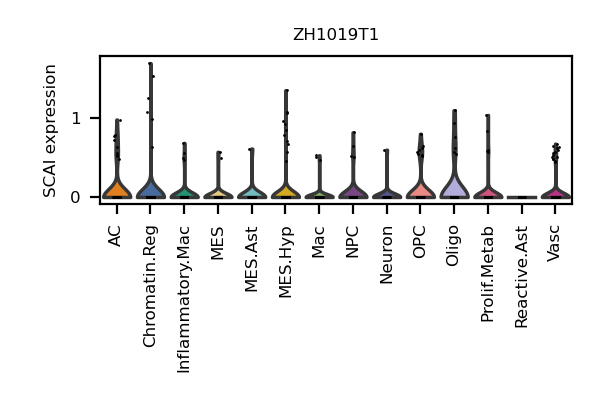 ZH1019T1
SCAI expression
1
0
AC
Chromatin.Reg
Inflammatory.Mac
MES
MES.Ast
MES.Hyp
Mac
NPC
Neuron
OPC
Oligo
Prolif.Metab
Reactive.Ast
Vasc